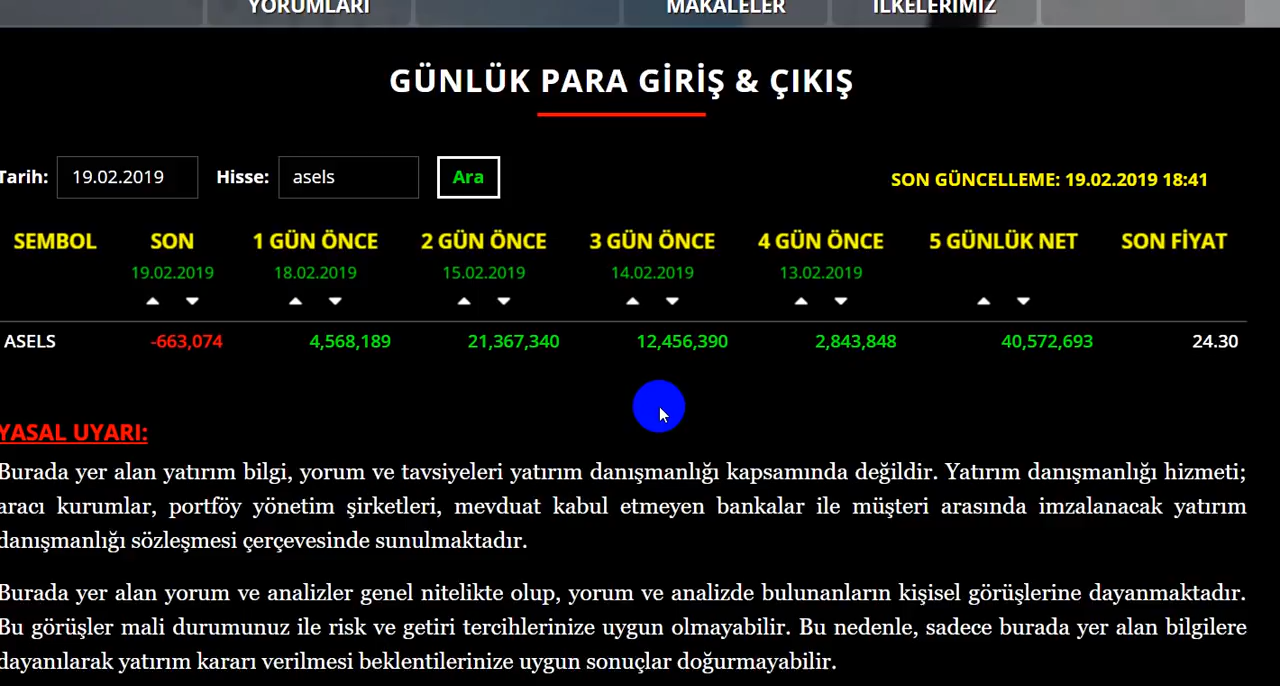 YORUMLARI MAKALELER İLKELERİMİZ
GÜNLÜK PARA GİRİŞ & ÇIKIŞ
Tarih: 19.02.2019 Hisse: asels Ara SON GÜNCELLEME: 19.02.2019 18:41
SEMBOL SON 1 GÜN ÖNCE 2 GÜN ÖNCE 3 GÜN ÖNCE 4 GÜN ÖNCE 5 GÜNLÜK NET SON FİYAT
19.02.2019 18.02.2019 15.02.2019 14.02.2019 13.02.2019
ASELS -663,074 4,568,189 21,367,340 12,456,390 2,843,848 40,572,693 24.30
YASAL UYARI:
Burada yer alan yatırım bilgi, yorum ve tavsiyeleri yatırım danışmanlığı kapsamında değildir. Yatırım danışmanlığı hizmeti;
aracı kurumlar, portföy yönetim şirketleri, mevduat kabul etmeyen bankalar ile müşteri arasında imzalanacak yatırım
danışmanlığı sözleşmesi çerçevesinde sunulmaktadır.
Burada yer alan yorum ve analizler genel nitelikte olup, yorum ve analizde bulunanların kişisel görüşlerine dayanmaktadır.
Bu görüşler mali durumunuz ile risk ve getiri tercihlerinize uygun olmayabilir. Bu nedenle, sadece burada yer alan bilgilere
dayanılarak yatırım kararı verilmesi beklentilerinize uygun sonuçlar doğurmayabilir.